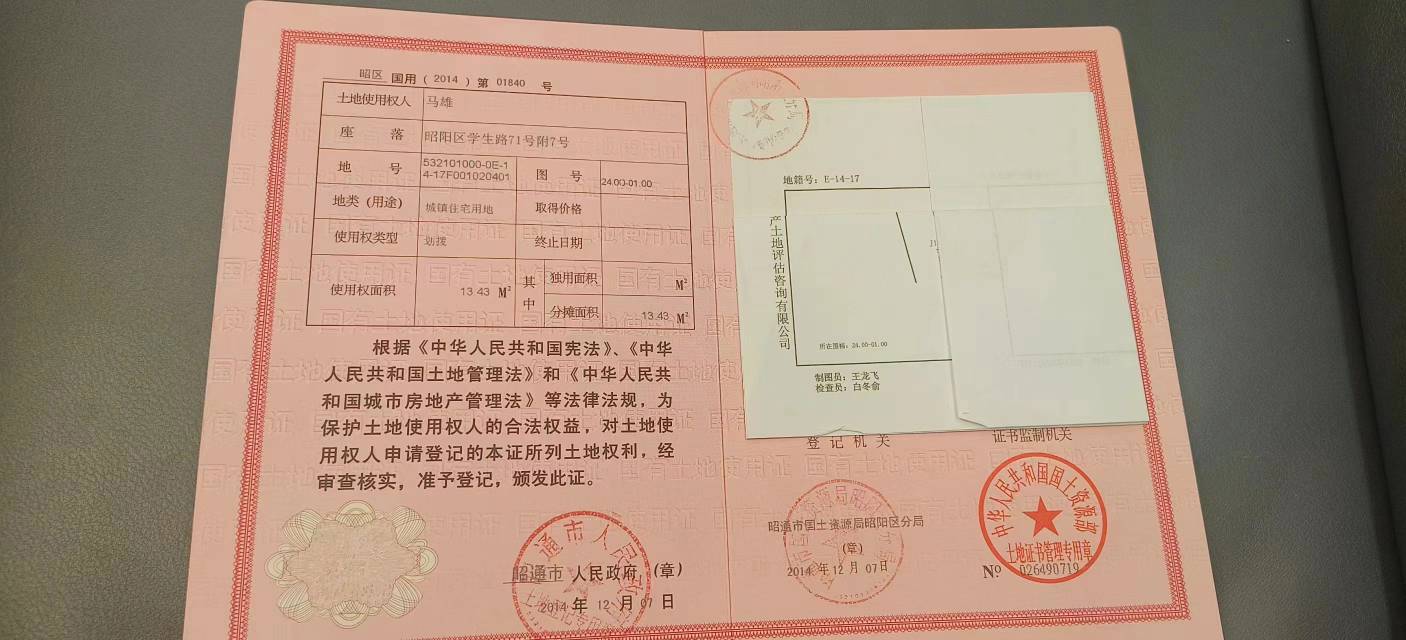 昭区 国用（2014）第 01840 号
土地使用权人 马雄
座落 昭阳区学生路71号附7号
地号 532101000-0E-1
4-17F001020401 图号 24.00-01.00
地类（用途） 城镇住宅用地 取得价格
使用权类型 划拨 终止日期
使用权面积 13.43 M² 其中 独用面积 M²
分摊面积 13.43 M²
根据《中华人民共和国宪法》、《中华
人民共和国土地管理法》和《中华人民共
和国城市房地产管理法》等法律法规，为
保护土地使用权人的合法权益，对土地使
用权人申请登记的本证所列土地权利，经
审查核实，准予登记，颁发此证。
昭通市 人民政府（章）
2014 年 12 月 07 日
地籍号：E-14-17
产土地评估咨询有限公司
所在图幅：24.00-01.00
制图员：王龙飞
检查员：白冬俞
登记机关
昭通市国土资源局昭阳区分局
（章）
2014 年 12 月 07 日
证书监制机关
中华人民共和国国土资源部
土地证书管理专用章
Nº 026490719